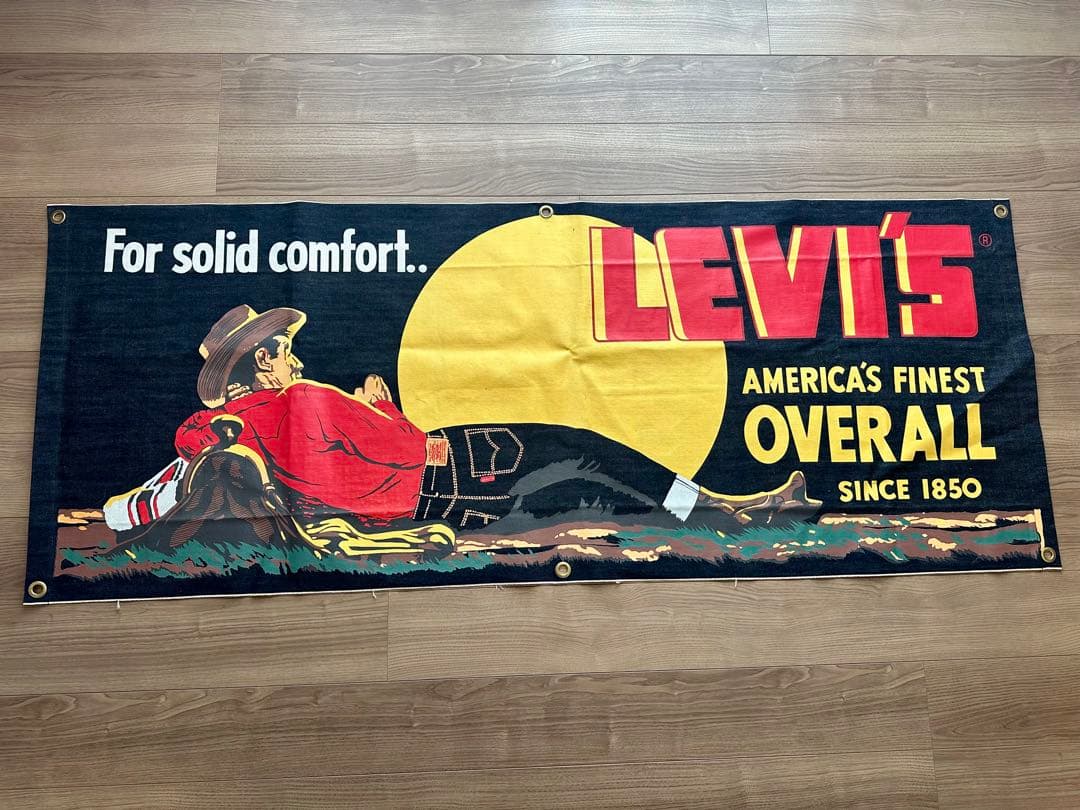 For solid comfort..
LEVI'S ®
AMERICA'S FINEST
OVERALL
SINCE 1850